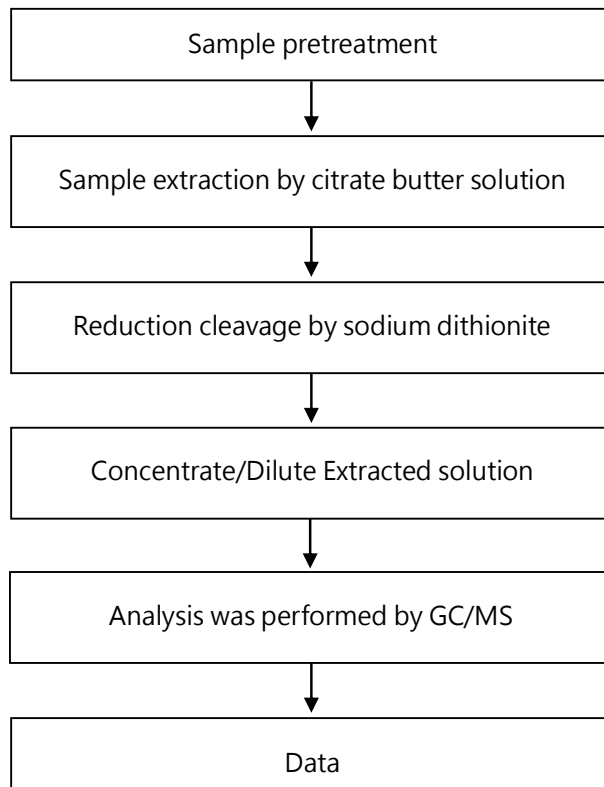 Sample pretreatment
Sample extraction by citrate butter solution
Reduction cleavage by sodium dithionite
Concentrate/Dilute Extracted solution
Analysis was performed by GC/MS
Data